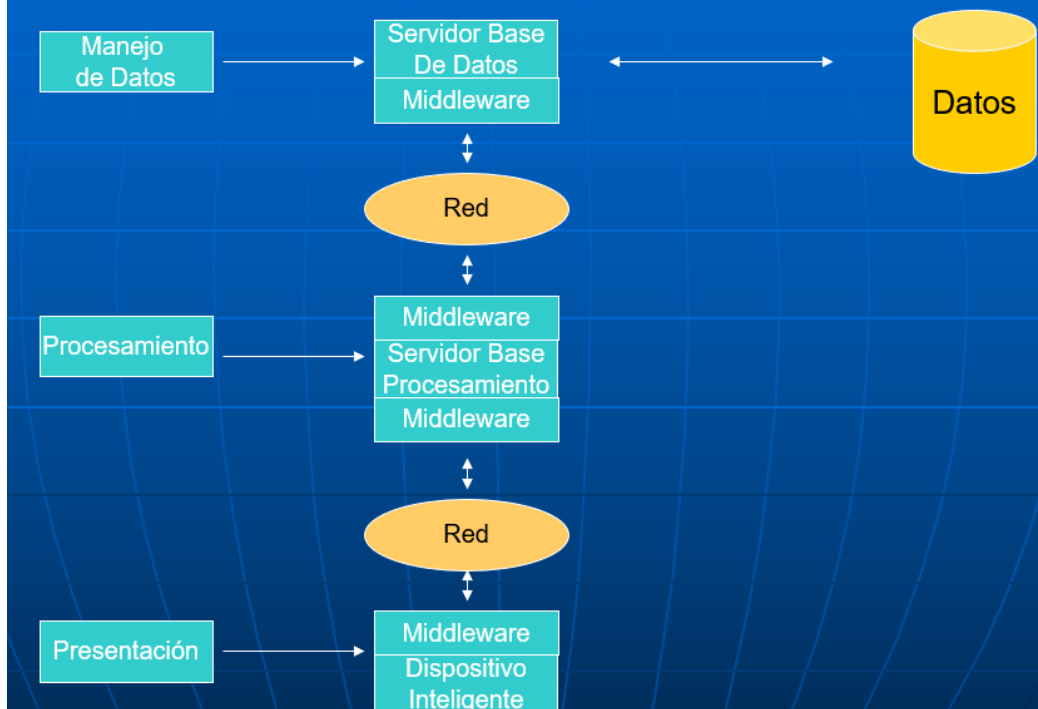 Manejo
de Datos
Servidor Base
De Datos
Middleware
Datos
Red
Procesamiento
Middleware
Servidor Base
Procesamiento
Middleware
Red
Presentación
Middleware
Dispositivo
Inteligente